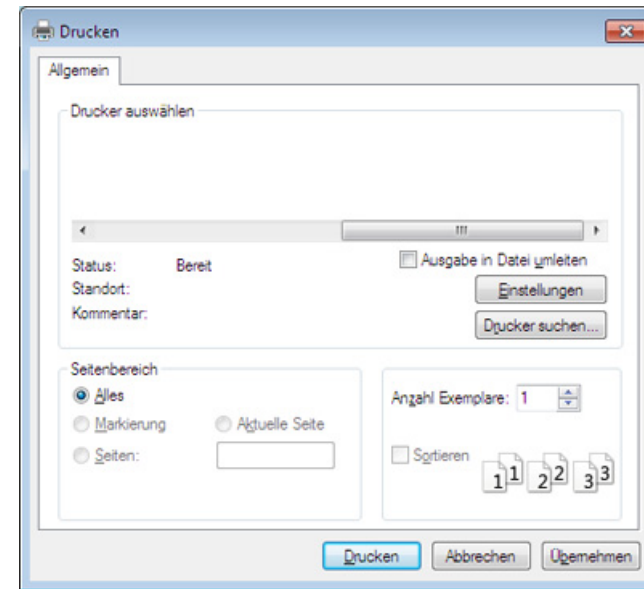 Drucken
Allgemein
Drucker auswählen
Status: Bereit
Ausgabe in Datei umleiten
Standort:
Einstellungen
Kommentar:
Drucker suchen...
Seitenbereich
Alles
Anzahl Exemplare: 1
Markierung
Aktuelle Seite
Seiten:
Sortieren
1 1 2 2 3 3
Drucken Abbrechen Übernehmen